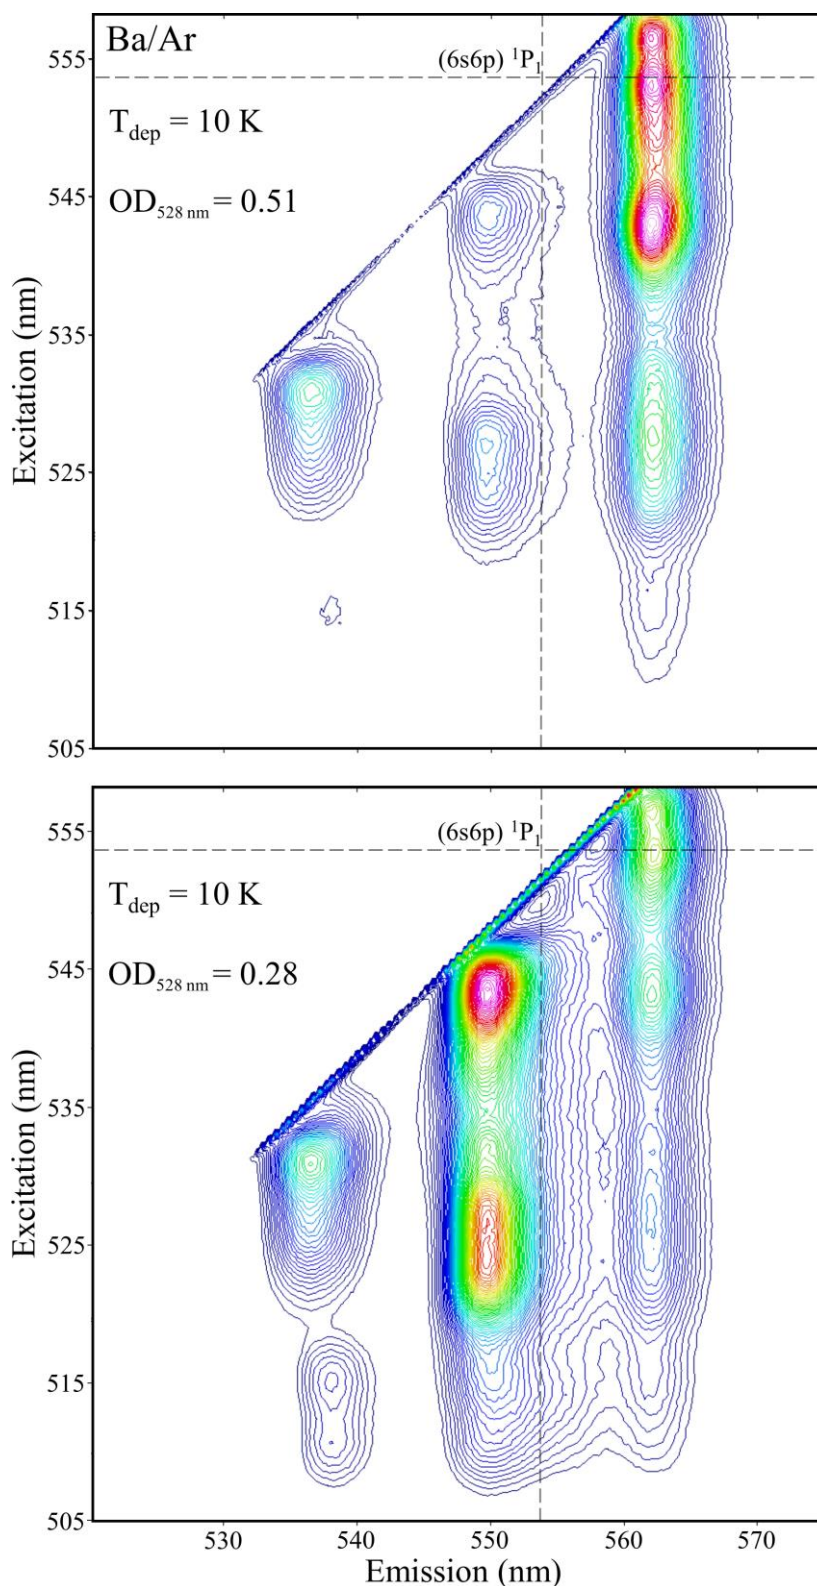 Ba/Ar
(6s6p) ¹P₁
T_dep = 10 K
OD_528 nm = 0.51
Excitation (nm)
555
545
535
525
515
505
(6s6p) ¹P₁
T_dep = 10 K
OD_528 nm = 0.28
Excitation (nm)
555
545
535
525
515
505
530 540 550 560 570
Emission (nm)